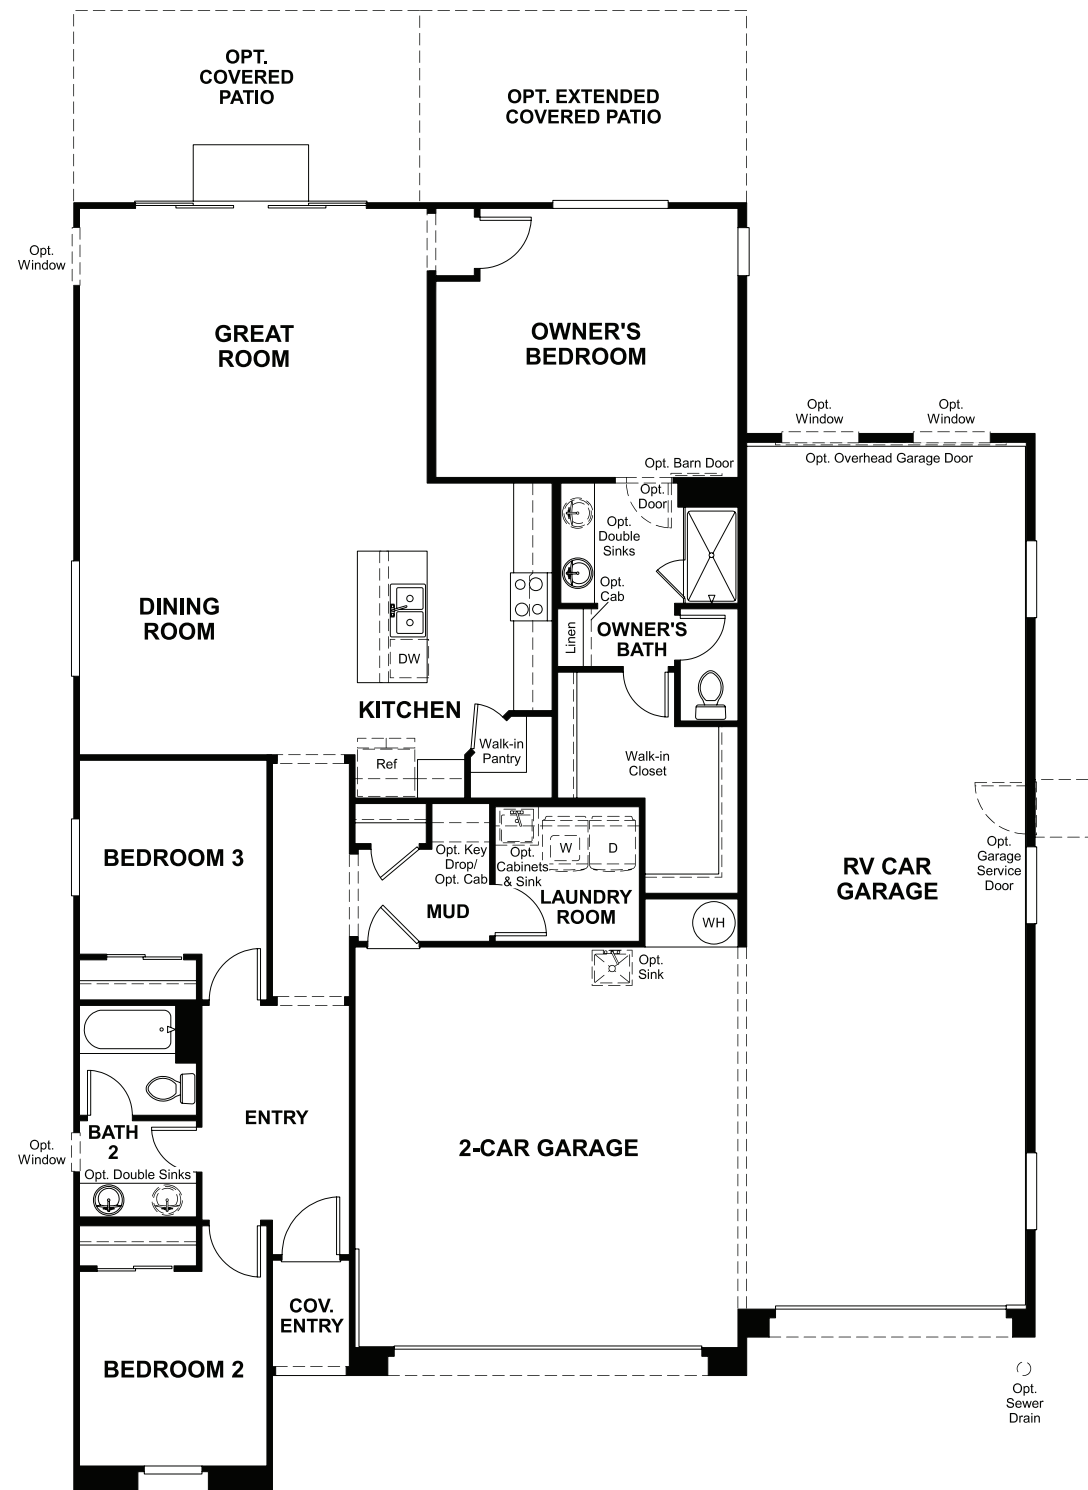 OPT.
COVERED
PATIO
OPT. EXTENDED
COVERED PATIO
Opt.
Window
GREAT
ROOM
OWNER'S
BEDROOM
Opt.
Window
Opt.
Window
Opt. Overhead Garage Door
Opt. Barn Door
Opt.
Door
Opt.
Double
Sinks
Opt.
Cab
DINING
ROOM
DW
Linen
OWNER'S
BATH
KITCHEN
Ref
Walk-in
Pantry
Walk-in
Closet
BEDROOM 3
Opt. Key
Drop/
Opt. Cab
Opt.
Cabinets
& Sink
W
D
MUD
LAUNDRY
ROOM
WH
RV CAR
GARAGE
Opt.
Garage
Service
Door
Opt.
Sink
ENTRY
BATH
2
Opt.
Window
Opt. Double Sinks
2-CAR GARAGE
COV.
ENTRY
BEDROOM 2
Opt.
Sewer
Drain